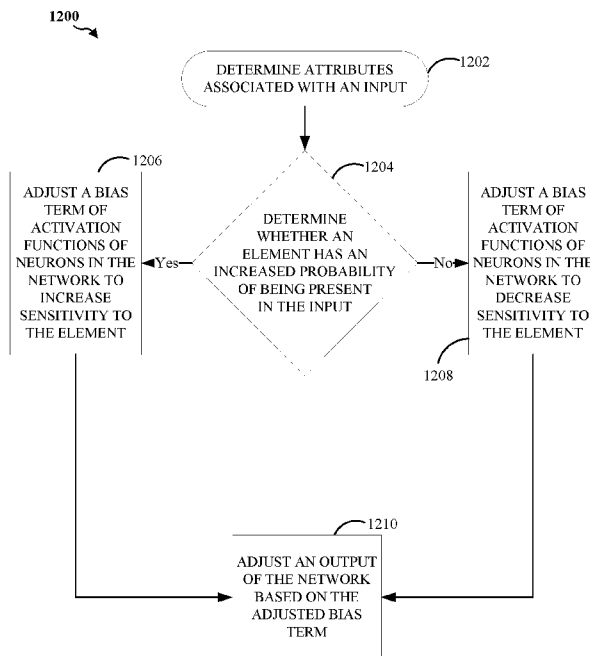 1200
DETERMINE ATTRIBUTES
ASSOCIATED WITH AN INPUT
1202
1204
DETERMINE
WHETHER AN
ELEMENT HAS AN
INCREASED PROBABILITY
OF BEING PRESENT
IN THE INPUT
Yes
No
1206
ADJUST A BIAS
TERM OF
ACTIVATION
FUNCTIONS OF
NEURONS IN THE
NETWORK TO
INCREASE
SENSITIVITY TO
THE ELEMENT
ADJUST A BIAS
TERM OF
ACTIVATION
FUNCTIONS OF
NEURONS IN THE
NETWORK TO
DECREASE
SENSITIVITY TO
THE ELEMENT
1208
1210
ADJUST AN OUTPUT
OF THE NETWORK
BASED ON THE
ADJUSTED BIAS
TERM